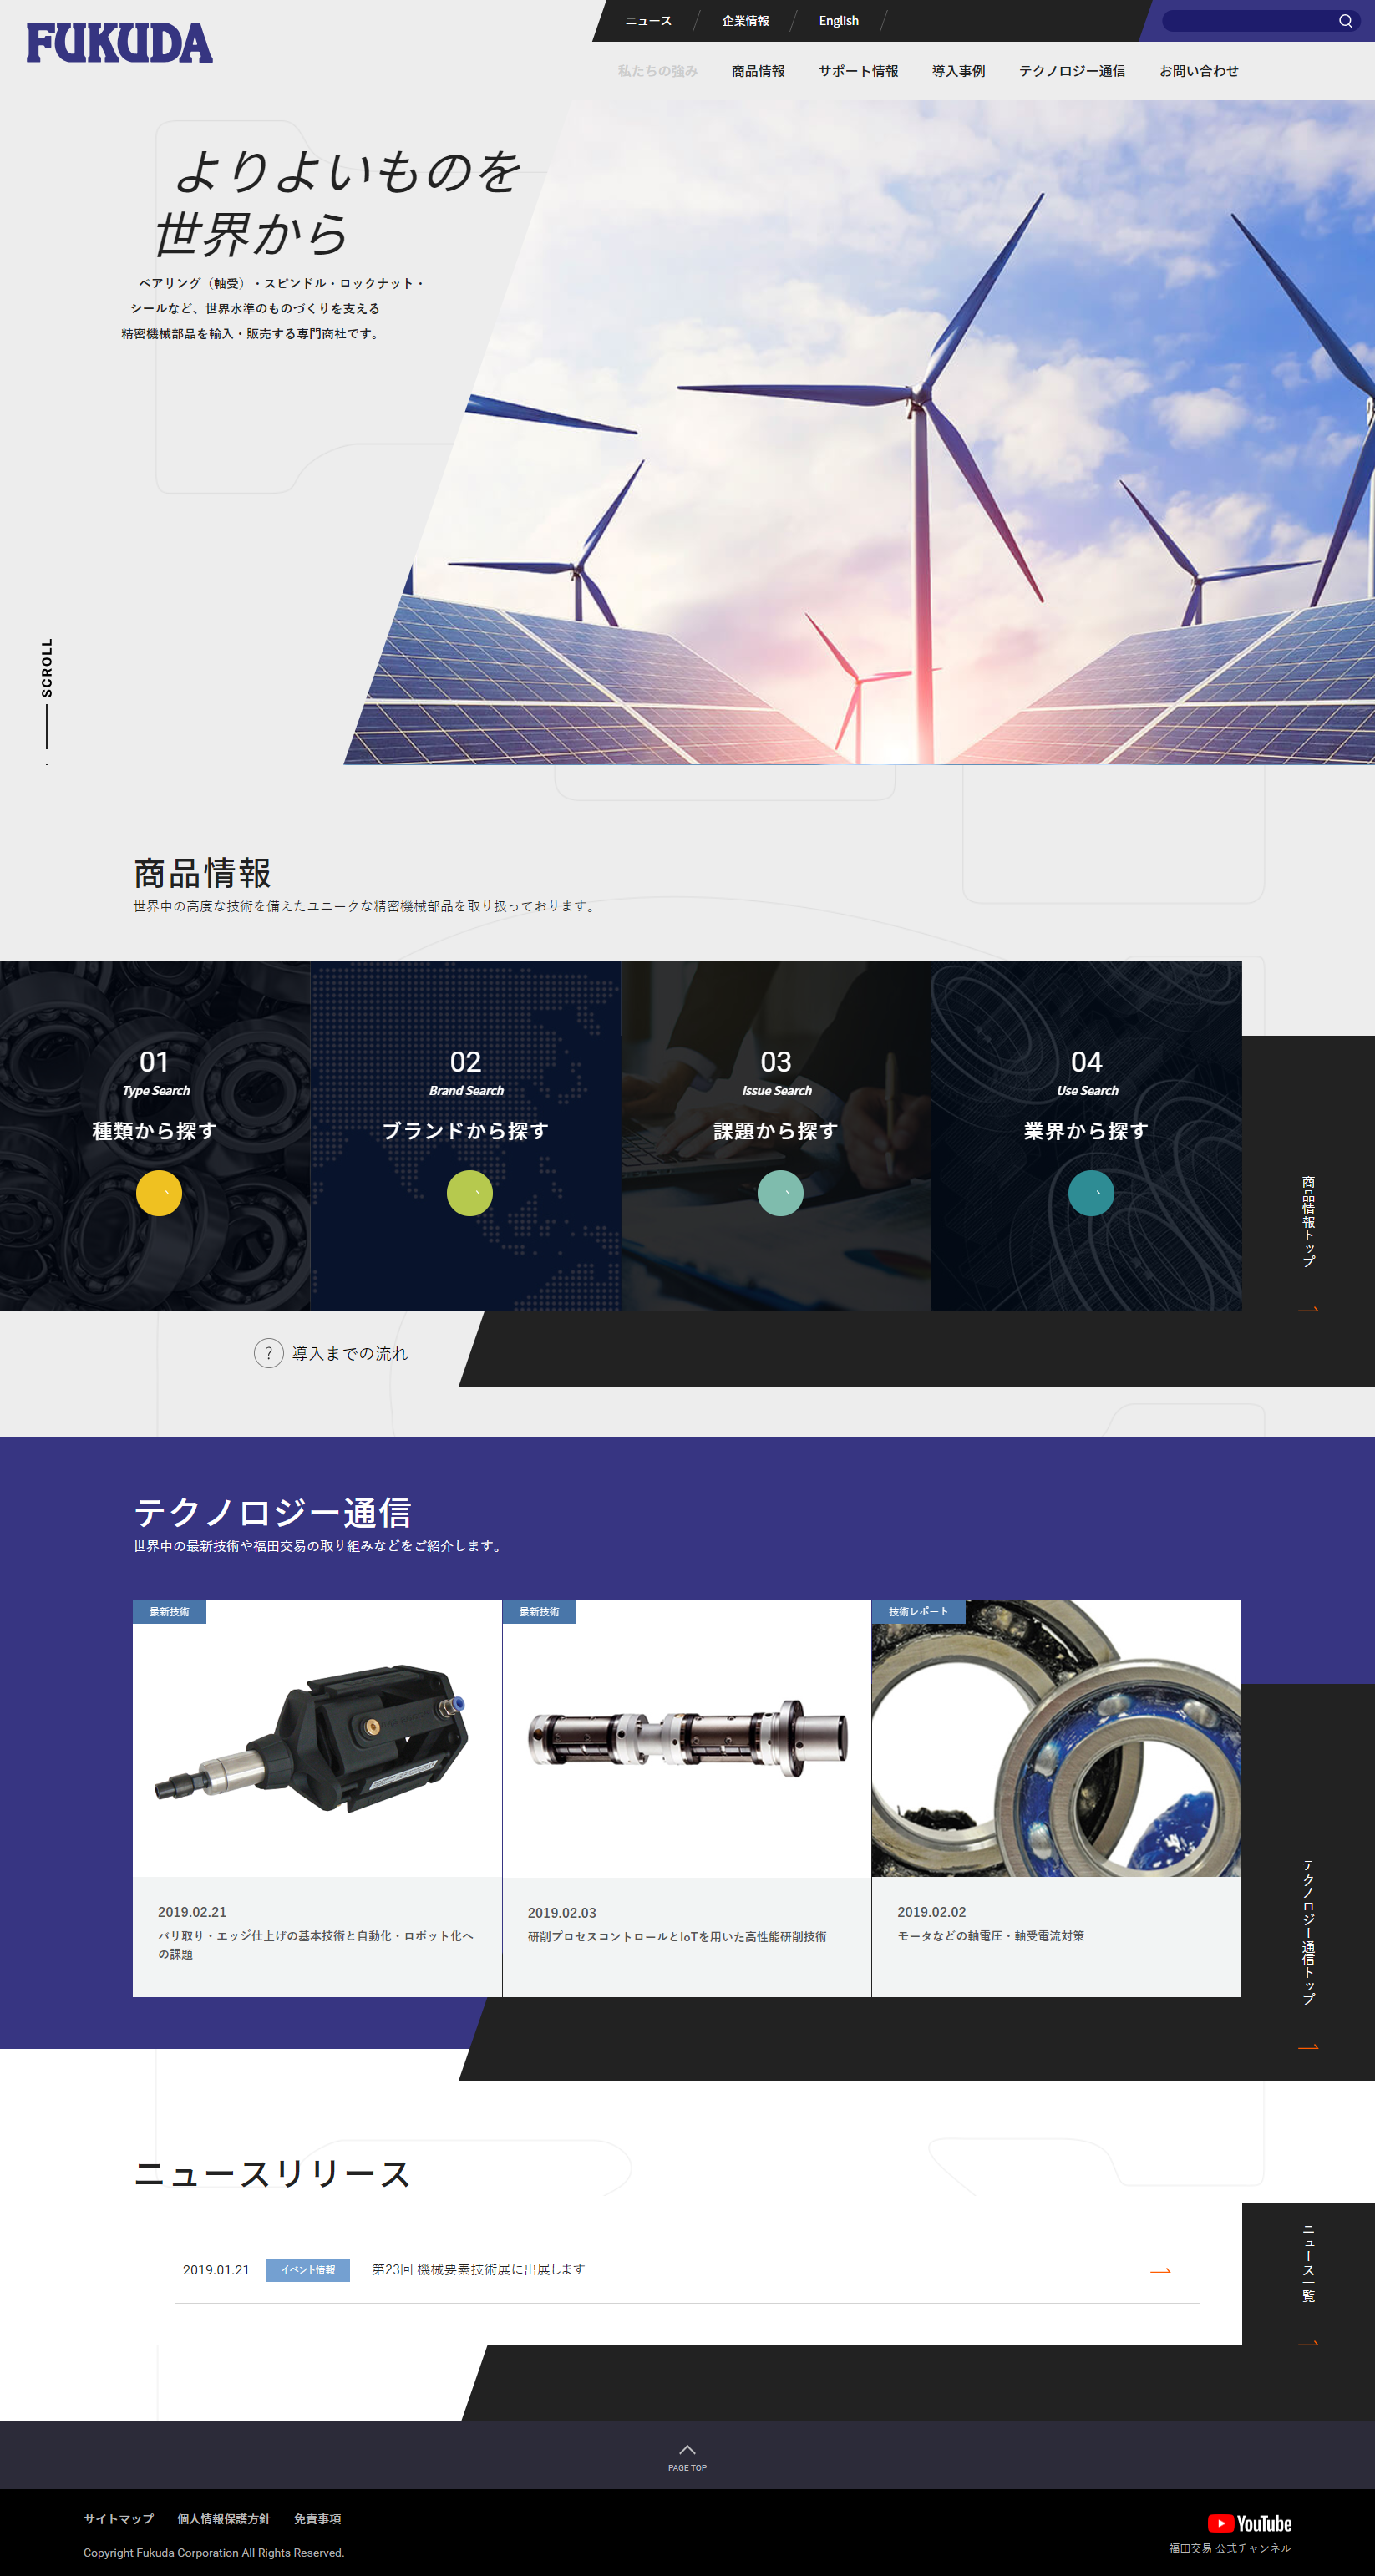 FUKUDA
ニュース
企業情報
English
私たちの強み
商品情報
サポート情報
導入事例
テクノロジー通信
お問い合わせ
よりよいものを
世界から
ベアリング（軸受）・スピンドル・ロックナット・
シールなど、世界水準のものづくりを支える
精密機械部品を輸入・販売する専門商社です。
SCROLL
商品情報
世界中の高度な技術を備えたユニークな精密機械部品を取り扱っております。
01
Type Search
種類から探す
02
Brand Search
ブランドから探す
03
Issue Search
課題から探す
04
Use Search
業界から探す
商品情報トップ
? 導入までの流れ
テクノロジー通信
世界中の最新技術や福田交易の取り組みなどをご紹介します。
最新技術
2019.02.21
バリ取り・エッジ仕上げの基本技術と自動化・ロボット化へ
の課題
最新技術
2019.02.03
研削プロセスコントロールとIoTを用いた高性能研削技術
技術レポート
2019.02.02
モータなどの軸電圧・軸受電流対策
テクノロジー通信トップ
ニュースリリース
2019.01.21 イベント情報 第23回 機械要素技術展に出展します
ニュース一覧
PAGE TOP
サイトマップ 個人情報保護方針 免責事項
Copyright Fukuda Corporation All Rights Reserved.
YouTube
福田交易 公式チャンネル